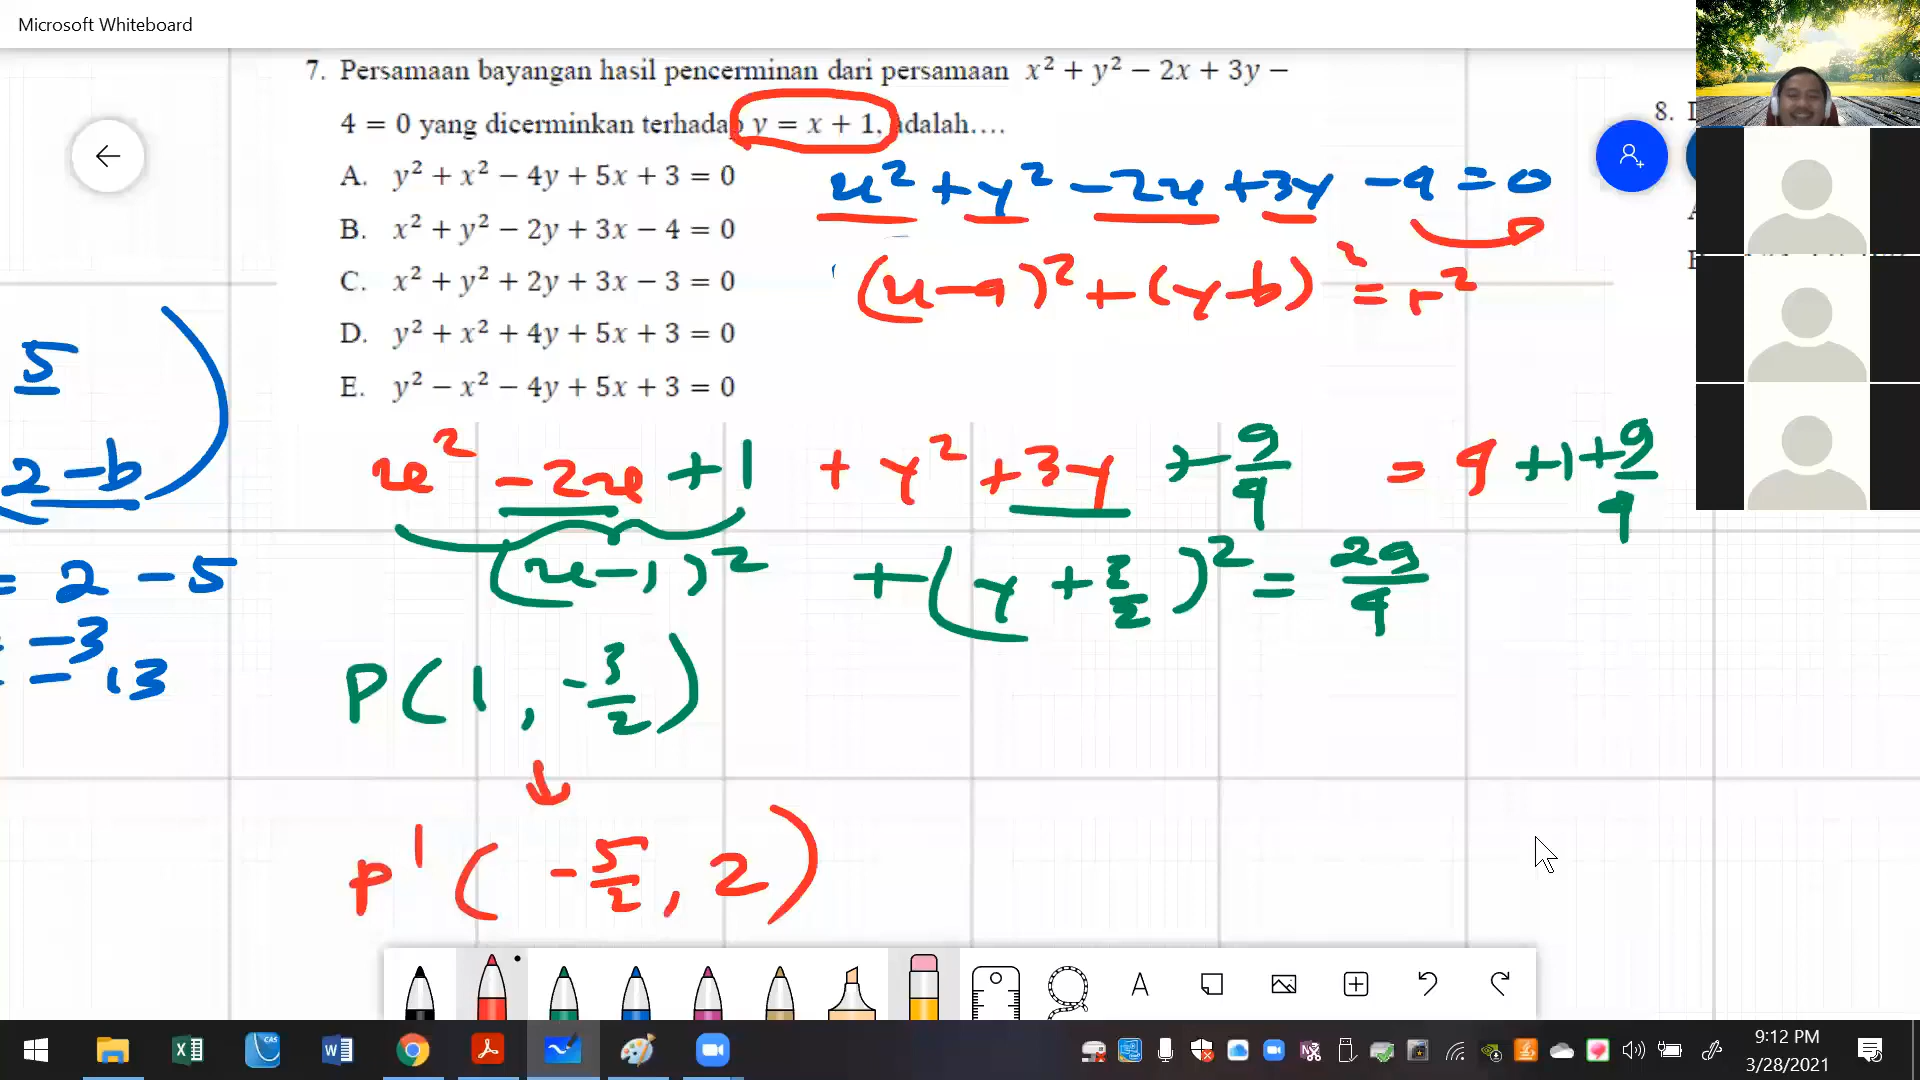 Microsoft Whiteboard
7. Persamaan bayangan hasil pencerminan dari persamaan x² + y² − 2x + 3y −
4 = 0 yang dicerminkan terhadap y = x + 1, adalah....
A. y² + x² − 4y + 5x + 3 = 0
B. x² + y² − 2y + 3x − 4 = 0
C. x² + y² + 2y + 3x − 3 = 0
D. y² + x² + 4y + 5x + 3 = 0
E. y² − x² − 4y + 5x + 3 = 0
8.
x² + y² − 2x + 3y − 4 = 0
(x − a)² + (y − b)² = r²
5
2 − b
= 2 − 5
= −3
= −13
x² − 2x + 1 + y² + 3y + 9/4 = 4 + 1 + 9/4
(x − 1)² + (y + 3/2)² = 29/4
P(1, −3/2)
P'(−5/2, 2)
A
CAS
9:12 PM
3/28/2021